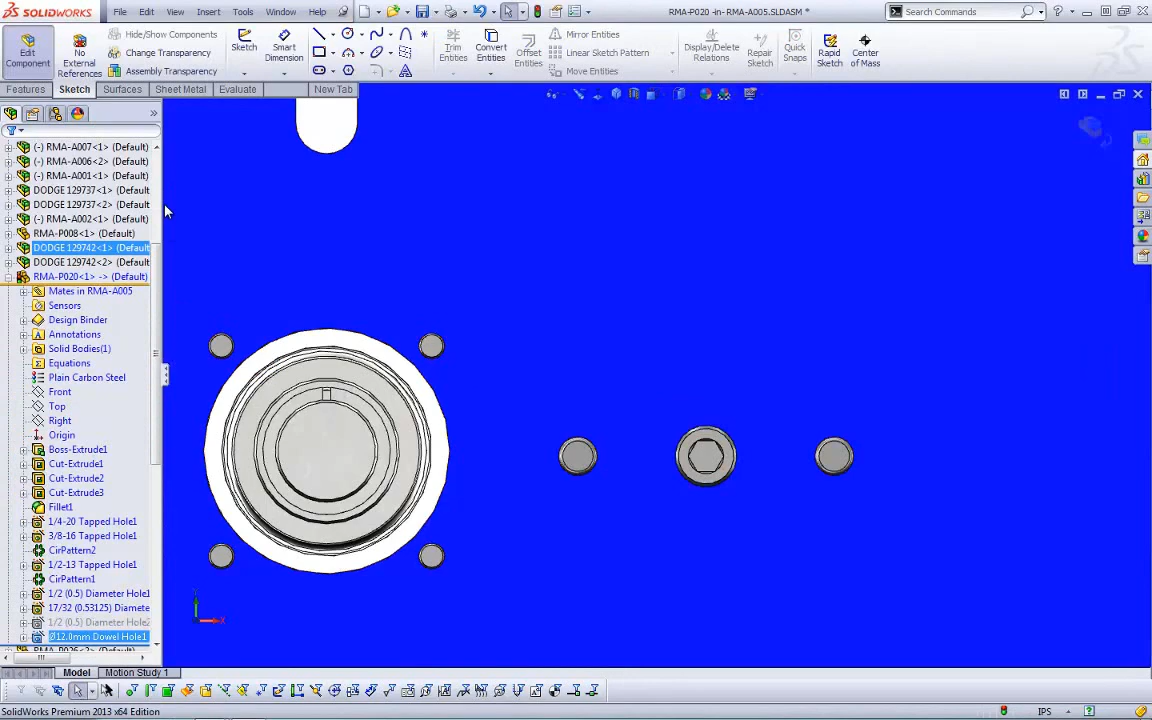 SOLIDWORKS File Edit View Insert Tools Window Help RMA-P020 -in- RMA-A005.SLDASM * Search Commands
Edit Component
No External References
Hide/Show Components
Change Transparency
Assembly Transparency
Sketch
Smart Dimension
Trim Entities
Convert Entities
Offset Entities
Mirror Entities
Linear Sketch Pattern
Move Entities
Display/Delete Relations
Repair Sketch
Quick Snaps
Rapid Sketch
Center of Mass
Features Sketch Surfaces Sheet Metal Evaluate New Tab
(-) RMA-A007<1> (Default)
(-) RMA-A006<2> (Default)
(-) RMA-A001<1> (Default)
DODGE 129737<1> (Default
DODGE 129737<2> (Default
(-) RMA-A002<1> (Default)
RMA-P008<1> (Default)
DODGE 129742<1> (Default
DODGE 129742<2> (Default
RMA-P020<1> -> (Default)
Mates in RMA-A005
Sensors
Design Binder
Annotations
Solid Bodies(1)
Equations
Plain Carbon Steel
Front
Top
Right
Origin
Boss-Extrude1
Cut-Extrude1
Cut-Extrude2
Cut-Extrude3
Fillet1
1/4-20 Tapped Hole1
3/8-16 Tapped Hole1
CirPattern2
1/2-13 Tapped Hole1
CirPattern1
1/2 (0.5) Diameter Hole1
17/32 (0.53125) Diamete
1/2 (0.5) Diameter Hole2
Ø12.0mm Dowel Hole1
Model Motion Study 1
SolidWorks Premium 2013 x64 Edition IPS